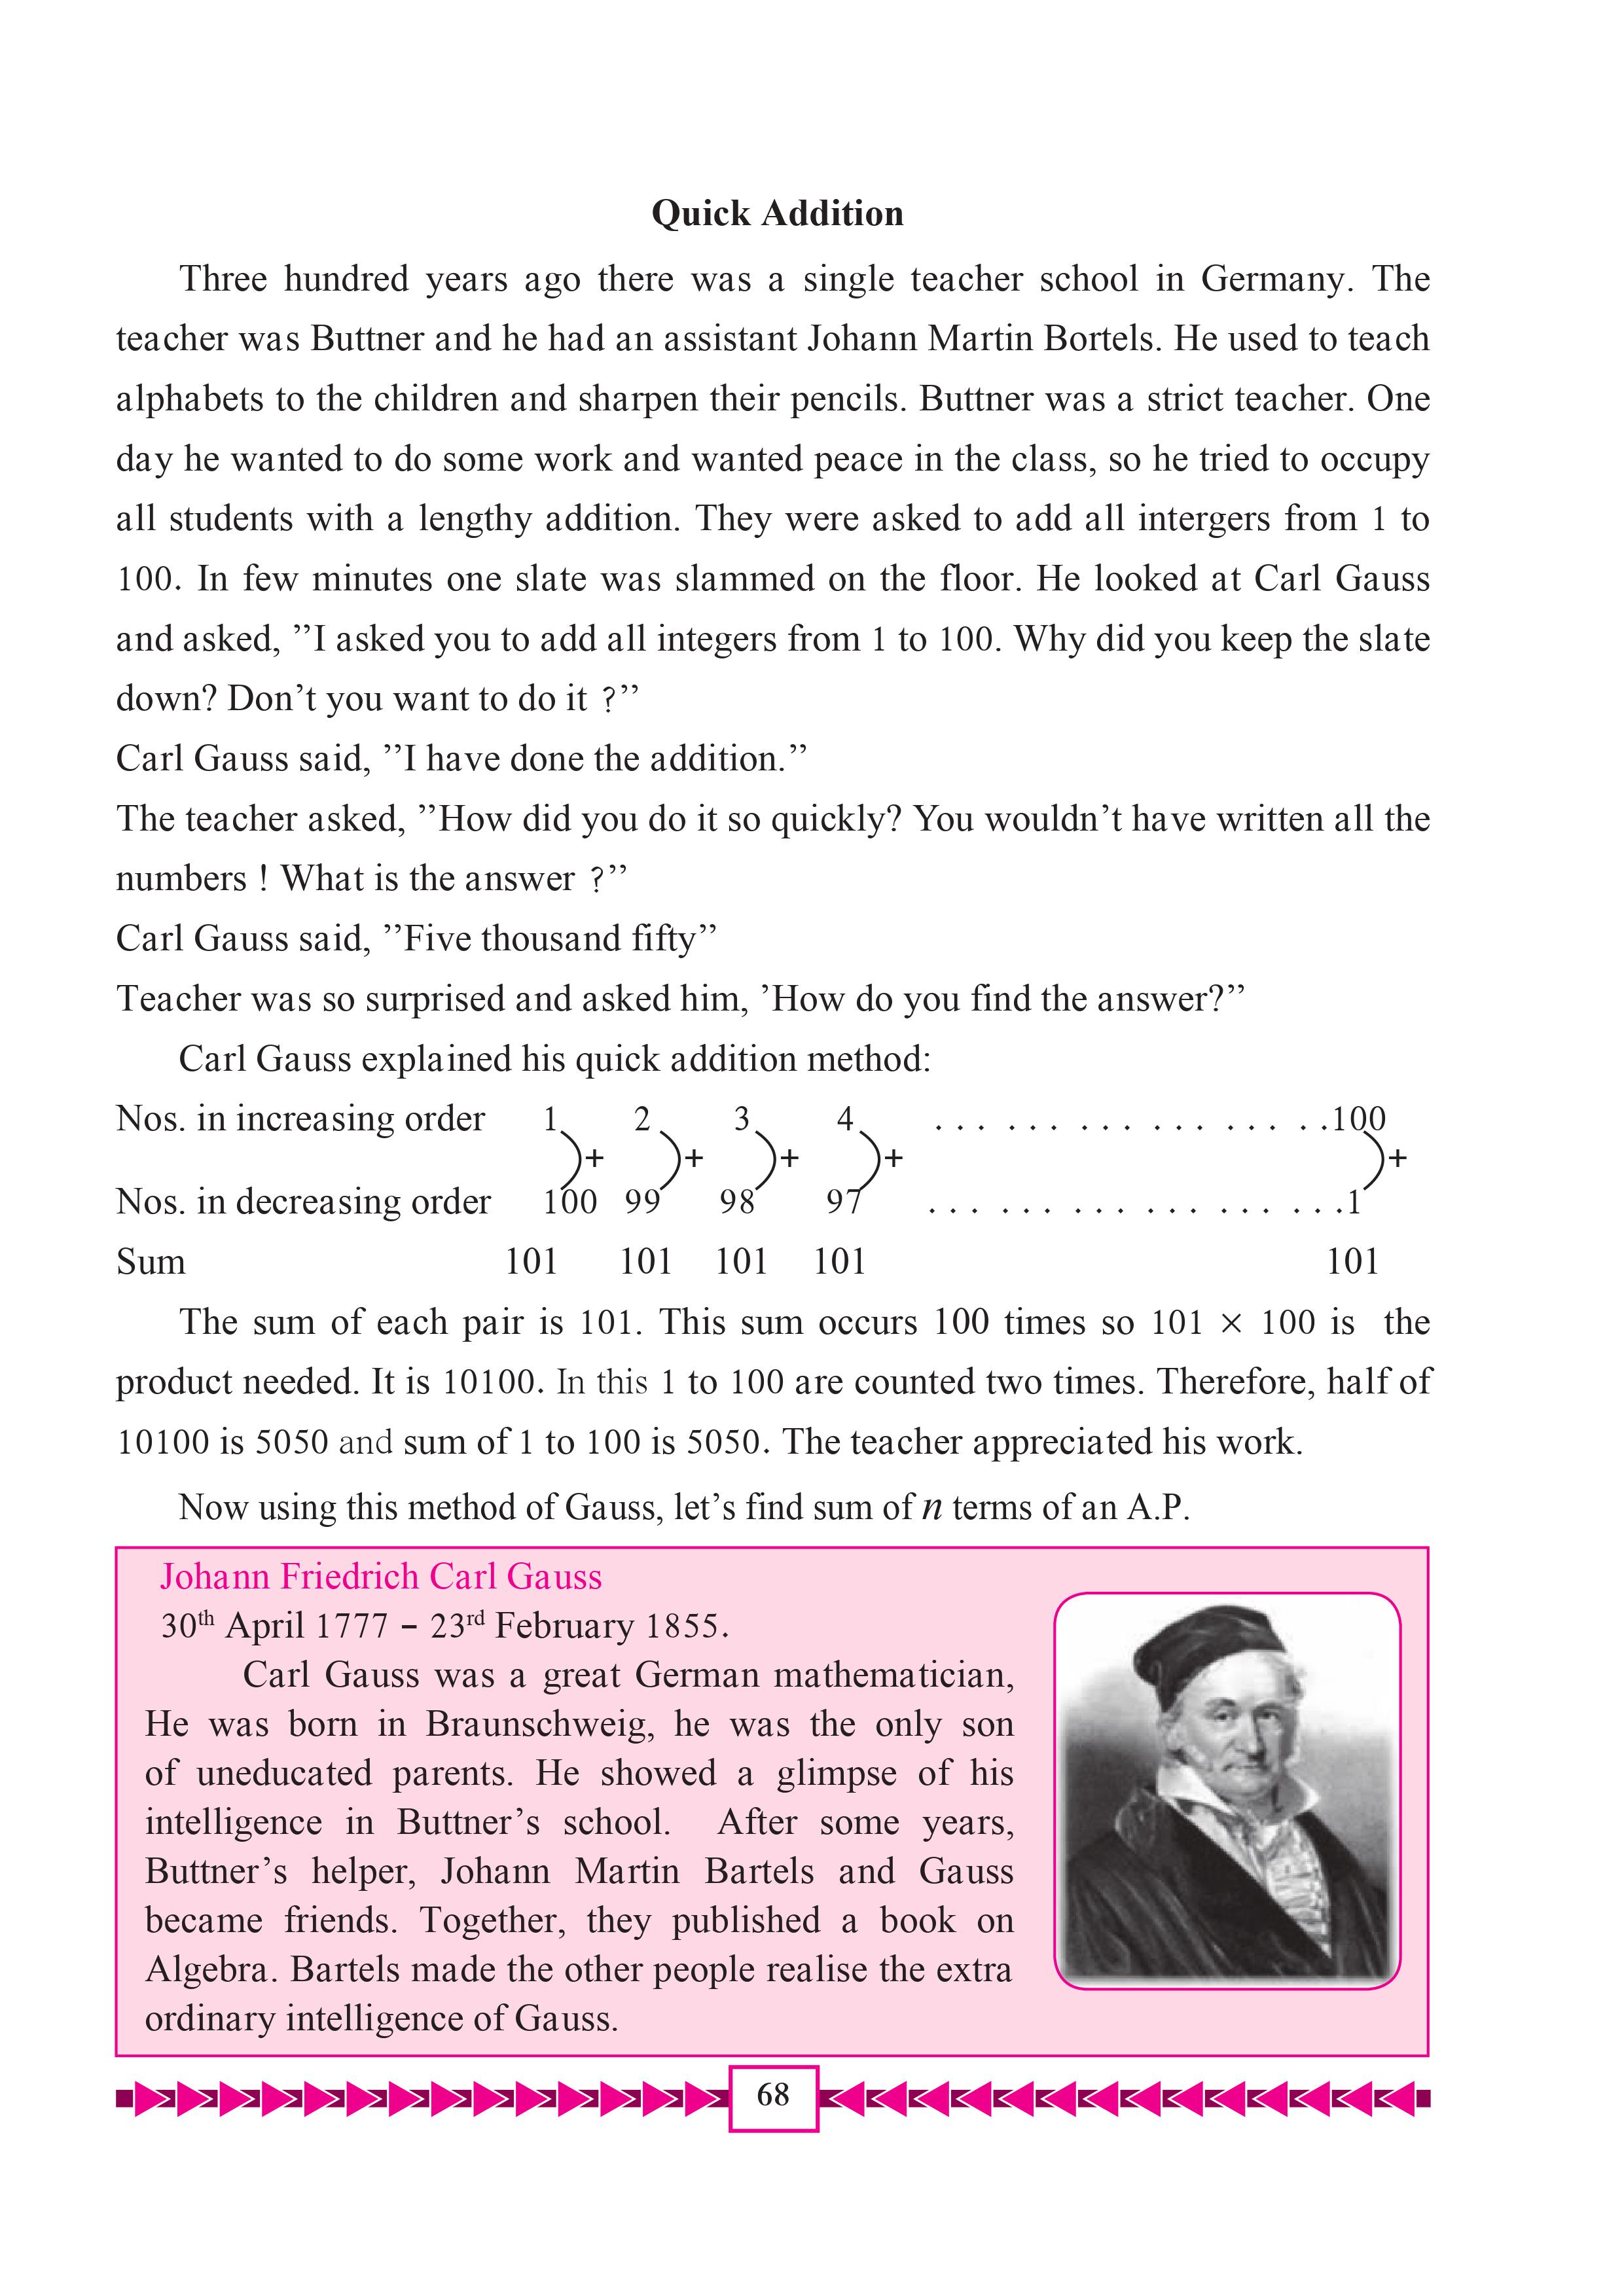 Quick Addition
Three hundred years ago there was a single teacher school in Germany. The
teacher was Buttner and he had an assistant Johann Martin Bortels. He used to teach
alphabets to the children and sharpen their pencils. Buttner was a strict teacher. One
day he wanted to do some work and wanted peace in the class, so he tried to occupy
all students with a lengthy addition. They were asked to add all intergers from 1 to
100. In few minutes one slate was slammed on the floor. He looked at Carl Gauss
and asked, ’’I asked you to add all integers from 1 to 100. Why did you keep the slate
down? Don’t you want to do it ?’’
Carl Gauss said, ’’I have done the addition.’’
The teacher asked, ’’How did you do it so quickly? You wouldn’t have written all the
numbers ! What is the answer ?’’
Carl Gauss said, ’’Five thousand fifty’’
Teacher was so surprised and asked him, ’How do you find the answer?’’
Carl Gauss explained his quick addition method:
Nos. in increasing order 1 2 3 4 . . . . . . . . . . . . . . . . . .100
+ + + + +
Nos. in decreasing order 100 99 98 97 . . . . . . . . . . . . . . . . . .1
Sum 101 101 101 101 101
The sum of each pair is 101. This sum occurs 100 times so 101 × 100 is the
product needed. It is 10100. In this 1 to 100 are counted two times. Therefore, half of
10100 is 5050 and sum of 1 to 100 is 5050. The teacher appreciated his work.
Now using this method of Gauss, let’s find sum of n terms of an A.P.
Johann Friedrich Carl Gauss
30th April 1777 – 23rd February 1855.
Carl Gauss was a great German mathematician,
He was born in Braunschweig, he was the only son
of uneducated parents. He showed a glimpse of his
intelligence in Buttner’s school. After some years,
Buttner’s helper, Johann Martin Bartels and Gauss
became friends. Together, they published a book on
Algebra. Bartels made the other people realise the extra
ordinary intelligence of Gauss.
68